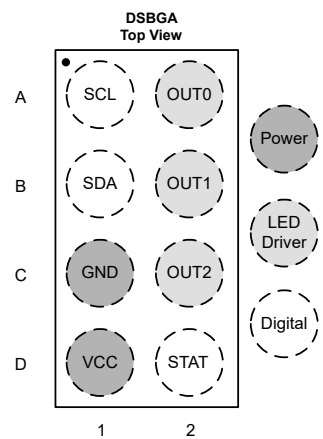 DSBGA
Top View
A SCL OUT0
Power
B SDA OUT1
LED
Driver
C GND OUT2
Digital
D VCC STAT
1 2